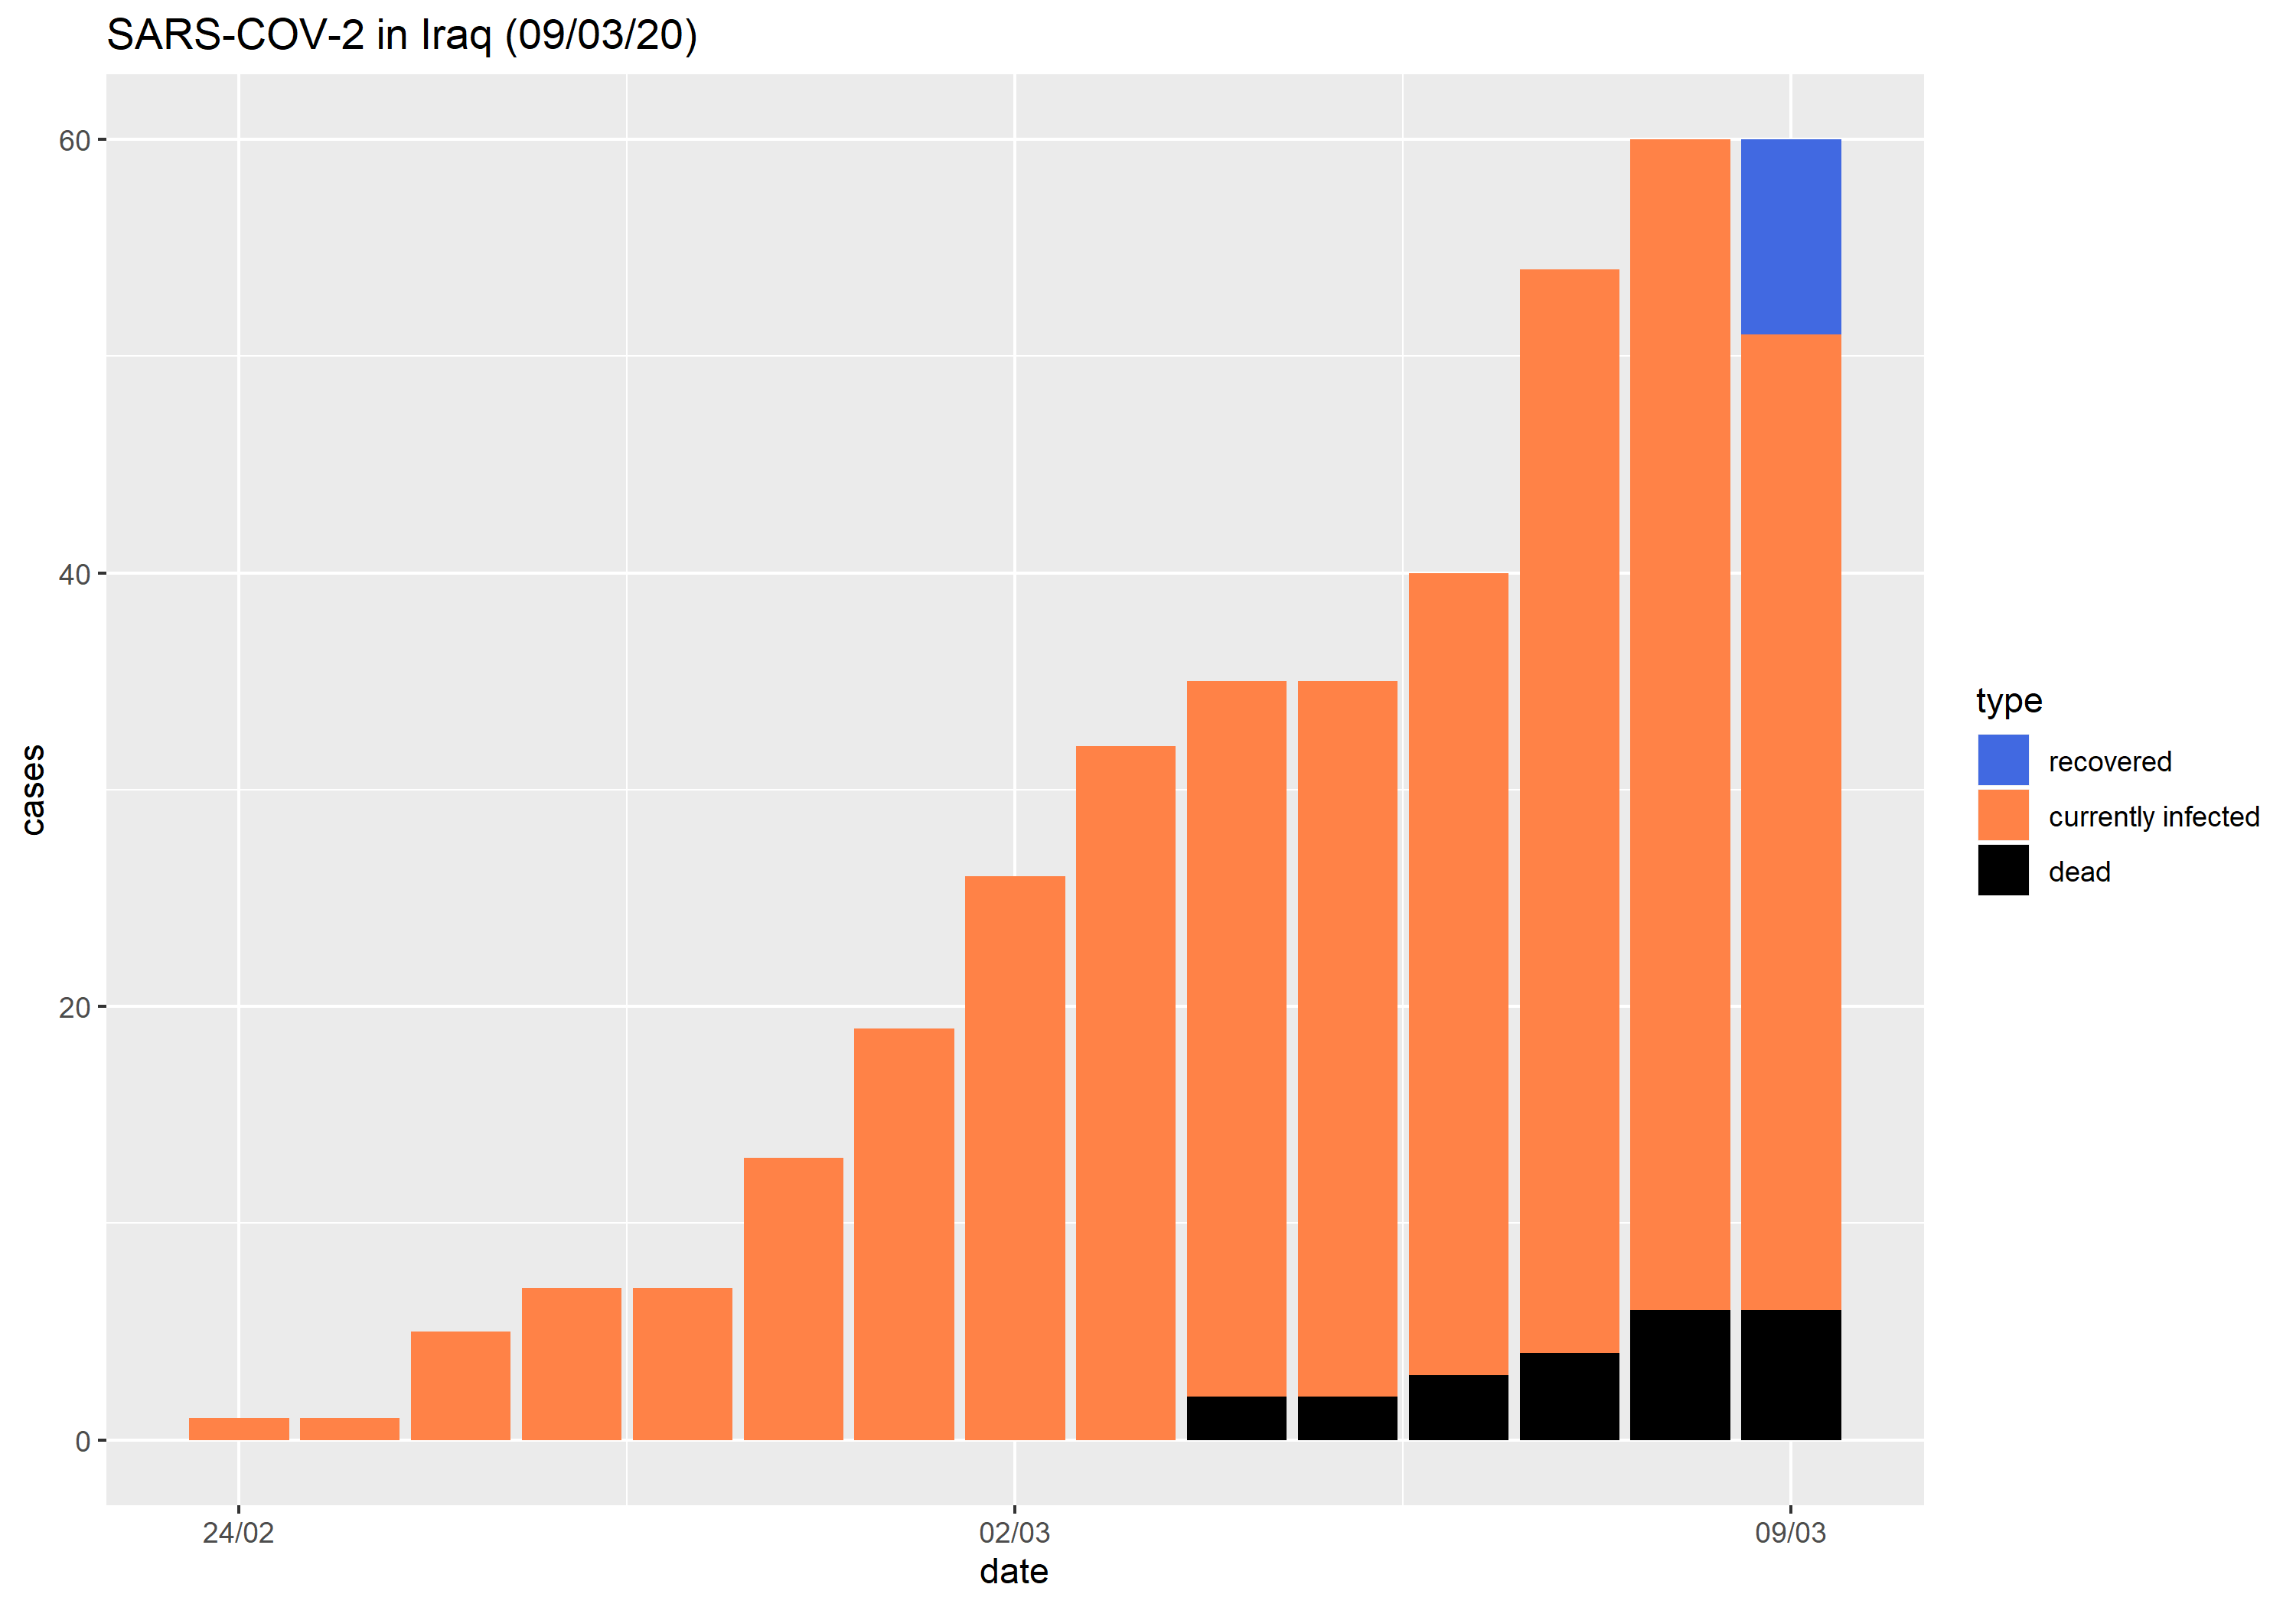 SARS-COV-2 in Iraq (09/03/20)
60
40
20
0
cases
24/02
02/03
09/03
date
type
recovered
currently infected
dead